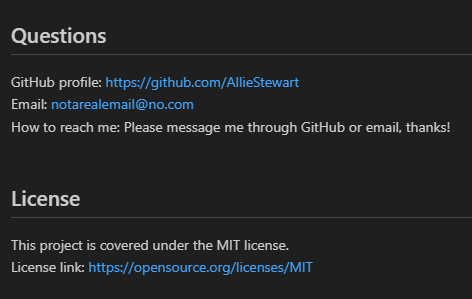 Questions
GitHub profile: https://github.com/AllieStewart
Email: notarealemail@no.com
How to reach me: Please message me through GitHub or email, thanks!
License
This project is covered under the MIT license.
License link: https://opensource.org/licenses/MIT